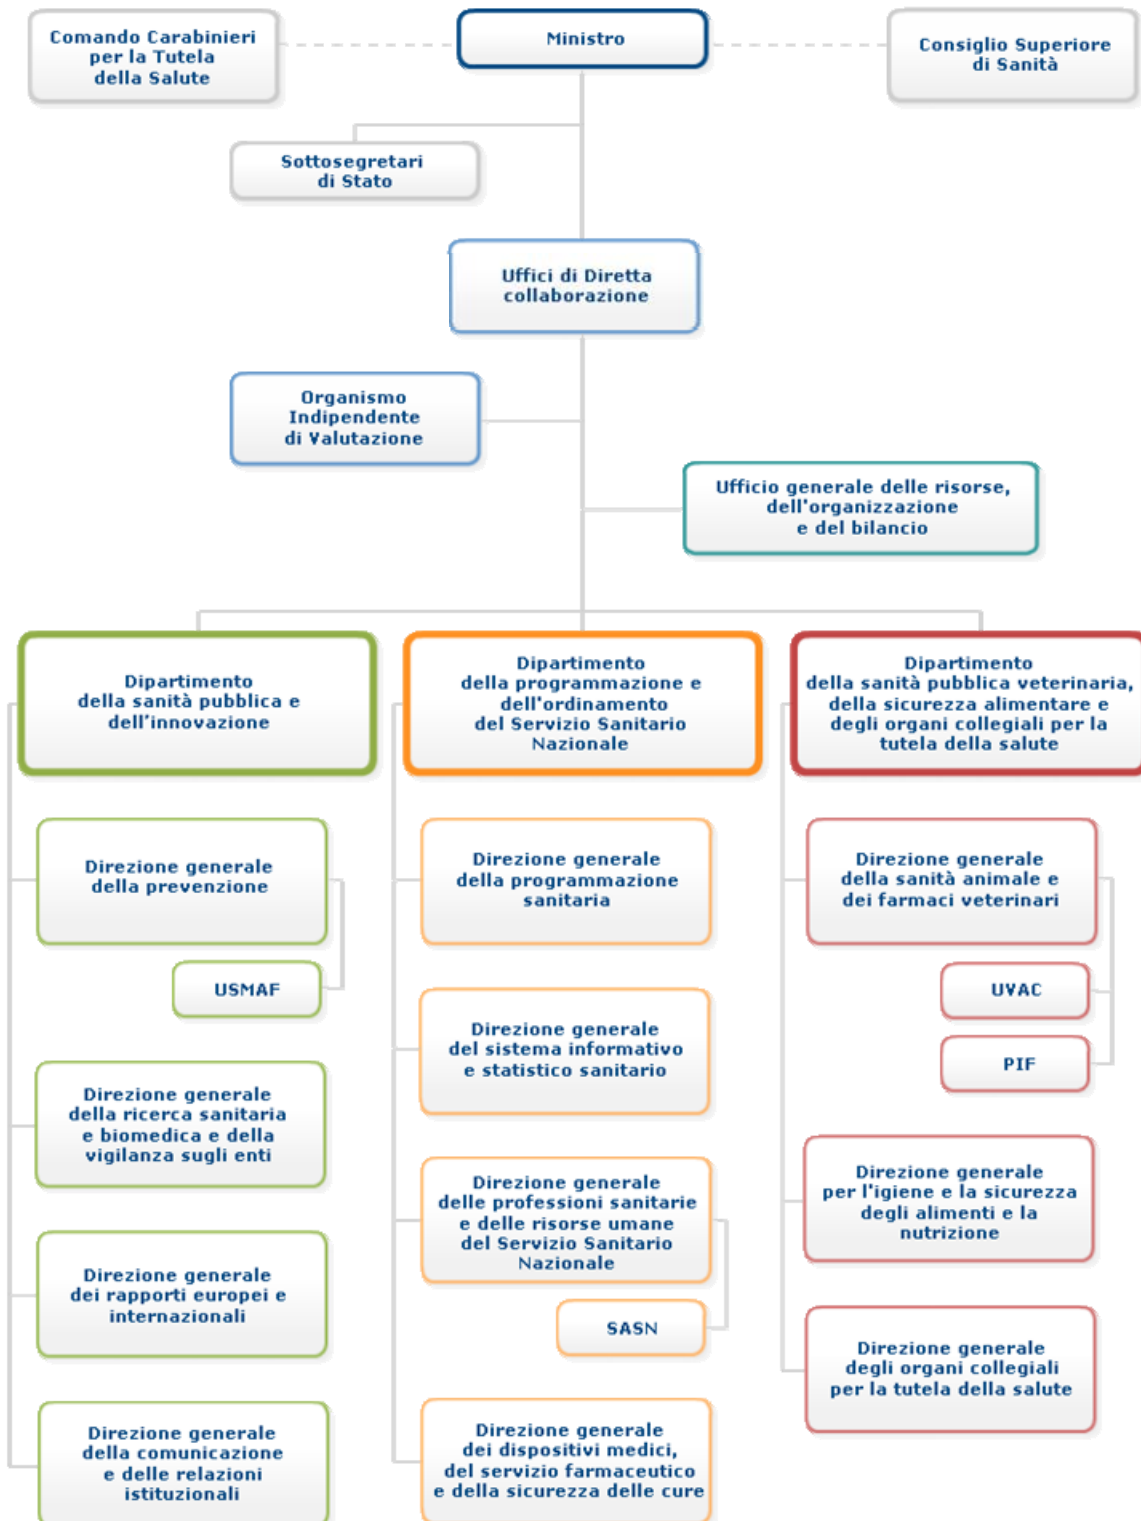 Comando Carabinieri
per la Tutela
della Salute
Ministro
Consiglio Superiore
di Sanità
Sottosegretari
di Stato
Uffici di Diretta
collaborazione
Organismo
Indipendente
di Valutazione
Ufficio generale delle risorse,
dell'organizzazione
e del bilancio
Dipartimento
della sanità pubblica e
dell'innovazione
Dipartimento
della programmazione e
dell'ordinamento
del Servizio Sanitario
Nazionale
Dipartimento
della sanità pubblica veterinaria,
della sicurezza alimentare e
degli organi collegiali per la
tutela della salute
Direzione generale
della prevenzione
USMAF
Direzione generale
della ricerca sanitaria
e biomedica e della
vigilanza sugli enti
Direzione generale
dei rapporti europei e
internazionali
Direzione generale
della comunicazione
e delle relazioni
istituzionali
Direzione generale
della programmazione
sanitaria
Direzione generale
del sistema informativo
e statistico sanitario
Direzione generale
delle professioni sanitarie
e delle risorse umane
del Servizio Sanitario
Nazionale
SASN
Direzione generale
dei dispositivi medici,
del servizio farmaceutico
e della sicurezza delle cure
Direzione generale
della sanità animale e
dei farmaci veterinari
UVAC
PIF
Direzione generale
per l'igiene e la sicurezza
degli alimenti e la
nutrizione
Direzione generale
degli organi collegiali
per la tutela della salute